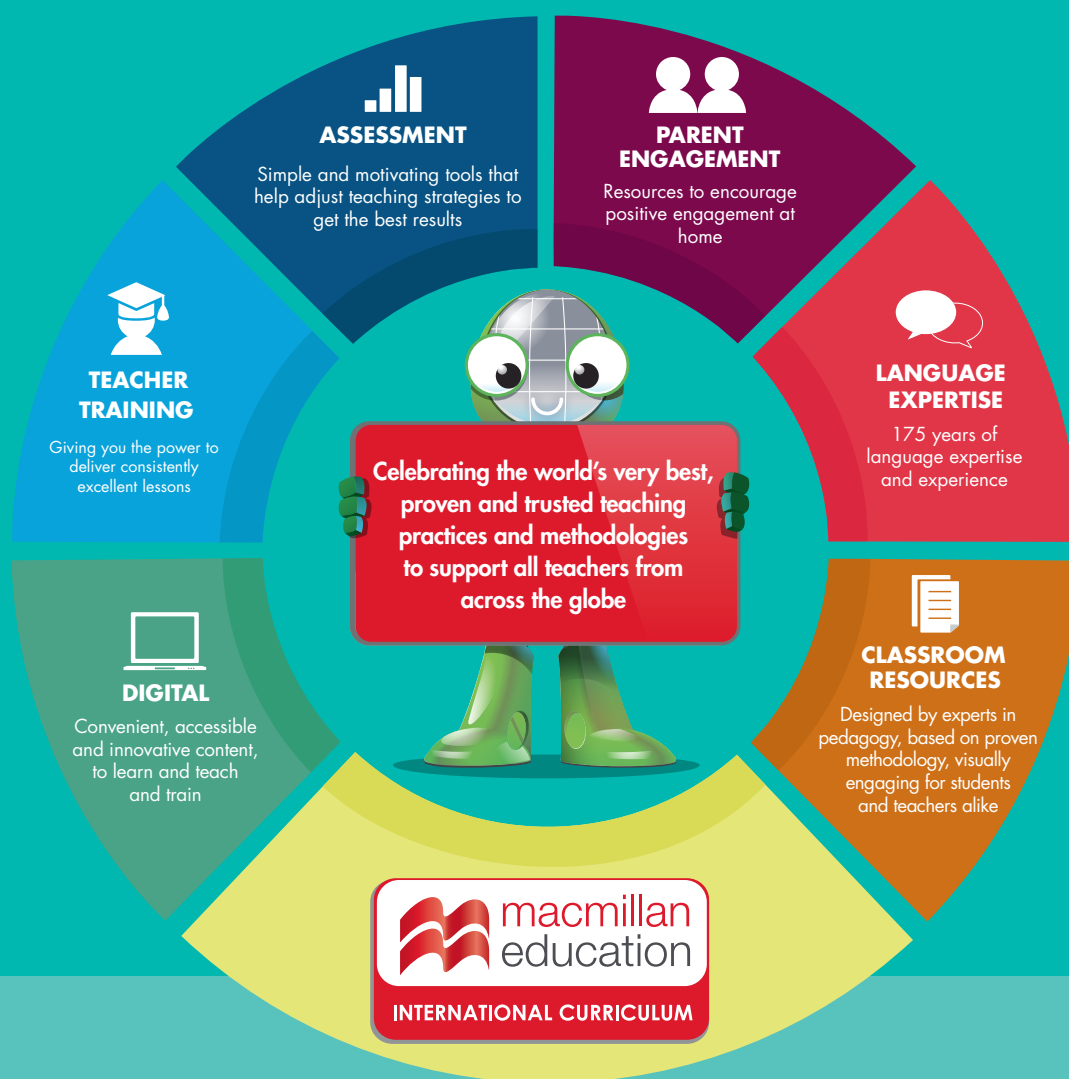 ASSESSMENT
Simple and motivating tools that
help adjust teaching strategies to
get the best results
PARENT
ENGAGEMENT
Resources to encourage
positive engagement at
home
TEACHER
TRAINING
Giving you the power to
deliver consistently
excellent lessons
LANGUAGE
EXPERTISE
175 years of
language expertise
and experience
Celebrating the world’s very best,
proven and trusted teaching
practices and methodologies
to support all teachers from
across the globe
DIGITAL
Convenient, accessible
and innovative content,
to learn and teach
and train
CLASSROOM
RESOURCES
Designed by experts in
pedagogy, based on proven
methodology, visually
engaging for students
and teachers alike
macmillan
education
INTERNATIONAL CURRICULUM